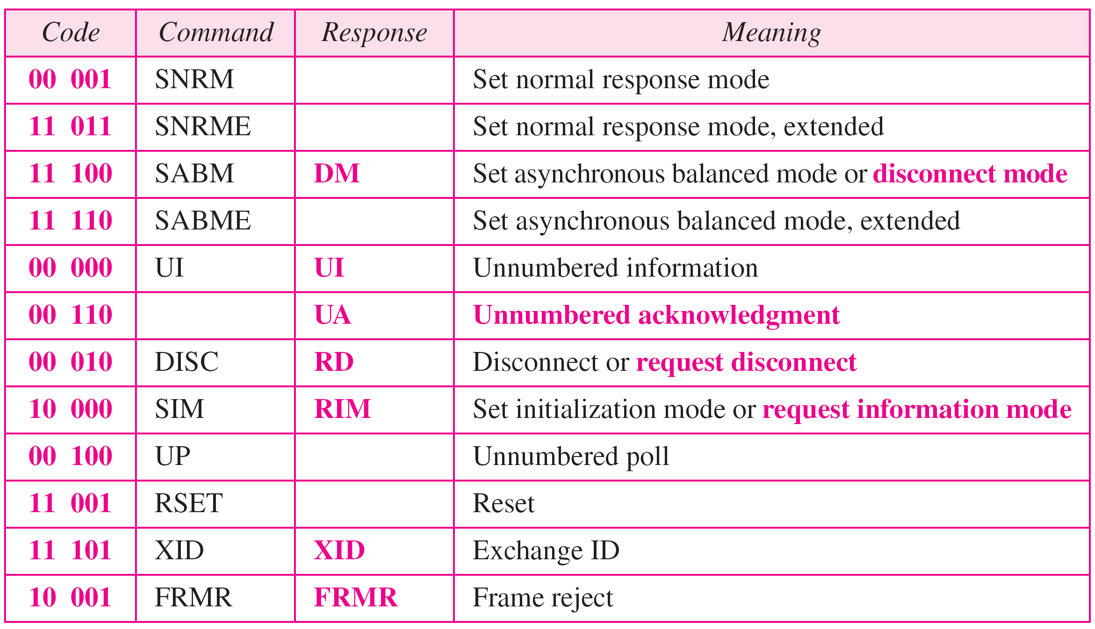 Code Command Response Meaning
00 001 SNRM Set normal response mode
11 011 SNRME Set normal response mode, extended
11 100 SABM DM Set asynchronous balanced mode or disconnect mode
11 110 SABME Set asynchronous balanced mode, extended
00 000 UI UI Unnumbered information
00 110 UA Unnumbered acknowledgment
00 010 DISC RD Disconnect or request disconnect
10 000 SIM RIM Set initialization mode or request information mode
00 100 UP Unnumbered poll
11 001 RSET Reset
11 101 XID XID Exchange ID
10 001 FRMR FRMR Frame reject